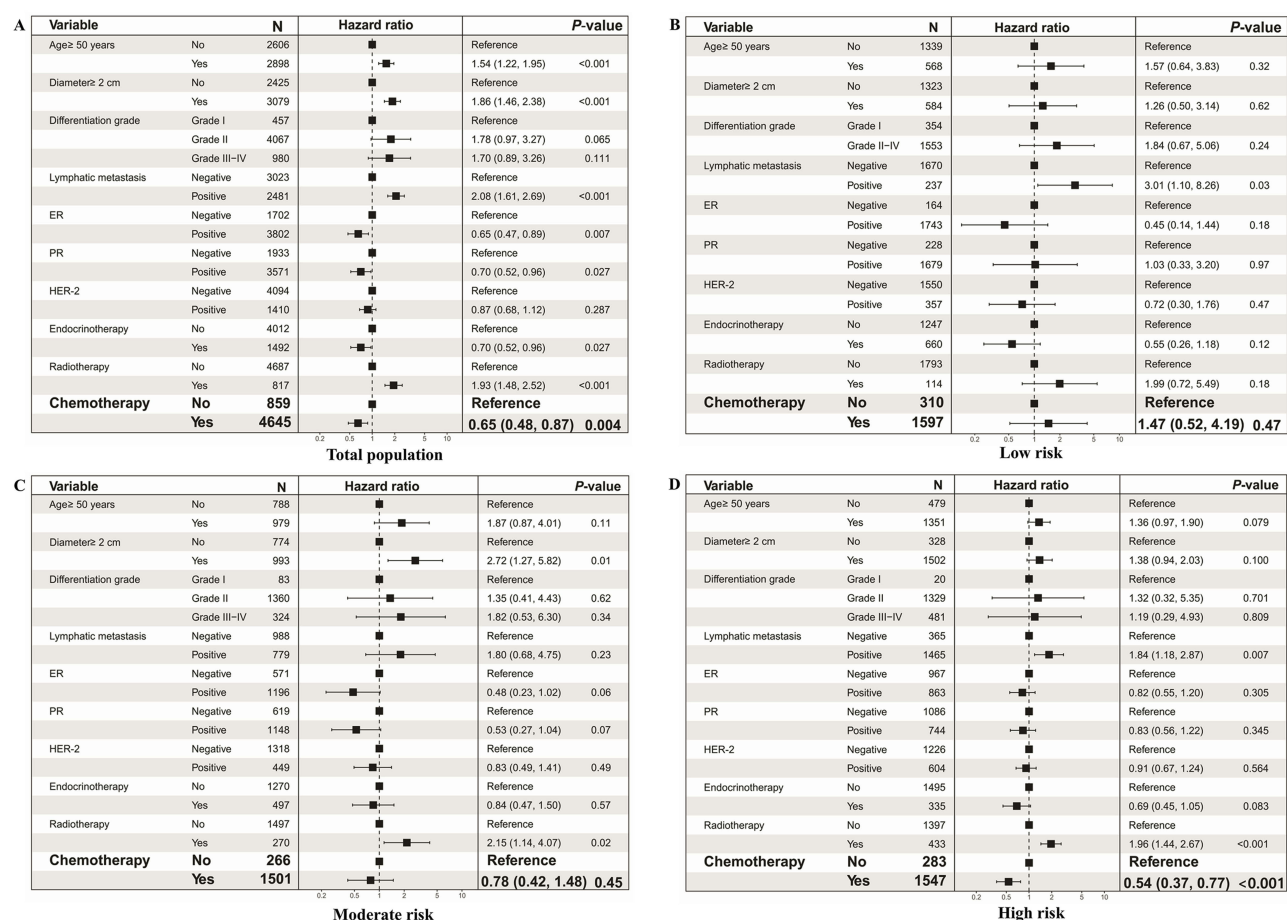 A
Variable N Hazard ratio P-value
Age≥ 50 years No 2606 Reference
Yes 2898 1.54 (1.22, 1.95) <0.001
Diameter≥ 2 cm No 2425 Reference
Yes 3079 1.86 (1.46, 2.38) <0.001
Differentiation grade Grade I 457 Reference
Grade II 4067 1.78 (0.97, 3.27) 0.065
Grade III−IV 980 1.70 (0.89, 3.26) 0.111
Lymphatic metastasis Negative 3023 Reference
Positive 2481 2.08 (1.61, 2.69) <0.001
ER Negative 1702 Reference
Positive 3802 0.65 (0.47, 0.89) 0.007
PR Negative 1933 Reference
Positive 3571 0.70 (0.52, 0.96) 0.027
HER-2 Negative 4094 Reference
Positive 1410 0.87 (0.68, 1.12) 0.287
Endocrinotherapy No 4012 Reference
Yes 1492 0.70 (0.52, 0.96) 0.027
Radiotherapy No 4687 Reference
Yes 817 1.93 (1.48, 2.52) <0.001
Chemotherapy No 859 Reference
Yes 4645 0.65 (0.48, 0.87) 0.004
0.2 0.5 1 2 5 10
Total population
B
Variable N Hazard ratio P-value
Age≥ 50 years No 1339 Reference
Yes 568 1.57 (0.64, 3.83) 0.32
Diameter≥ 2 cm No 1323 Reference
Yes 584 1.26 (0.50, 3.14) 0.62
Differentiation grade Grade I 354 Reference
Grade II−IV 1553 1.84 (0.67, 5.06) 0.24
Lymphatic metastasis Negative 1670 Reference
Positive 237 3.01 (1.10, 8.26) 0.03
ER Negative 164 Reference
Positive 1743 0.45 (0.14, 1.44) 0.18
PR Negative 228 Reference
Positive 1679 1.03 (0.33, 3.20) 0.97
HER-2 Negative 1550 Reference
Positive 357 0.72 (0.30, 1.76) 0.47
Endocrinotherapy No 1247 Reference
Yes 660 0.55 (0.26, 1.18) 0.12
Radiotherapy No 1793 Reference
Yes 114 1.99 (0.72, 5.49) 0.18
Chemotherapy No 310 Reference
Yes 1597 1.47 (0.52, 4.19) 0.47
0.2 0.5 1 2 5 10
Low risk
C
Variable N Hazard ratio P-value
Age≥ 50 years No 788 Reference
Yes 979 1.87 (0.87, 4.01) 0.11
Diameter≥ 2 cm No 774 Reference
Yes 993 2.72 (1.27, 5.82) 0.01
Differentiation grade Grade I 83 Reference
Grade II 1360 1.35 (0.41, 4.43) 0.62
Grade III−IV 324 1.82 (0.53, 6.30) 0.34
Lymphatic metastasis Negative 988 Reference
Positive 779 1.80 (0.68, 4.75) 0.23
ER Negative 571 Reference
Positive 1196 0.48 (0.23, 1.02) 0.06
PR Negative 619 Reference
Positive 1148 0.53 (0.27, 1.04) 0.07
HER-2 Negative 1318 Reference
Positive 449 0.83 (0.49, 1.41) 0.49
Endocrinotherapy No 1270 Reference
Yes 497 0.84 (0.47, 1.50) 0.57
Radiotherapy No 1497 Reference
Yes 270 2.15 (1.14, 4.07) 0.02
Chemotherapy No 266 Reference
Yes 1501 0.78 (0.42, 1.48) 0.45
0.2 0.5 1 2 5 10
Moderate risk
D
Variable N Hazard ratio P-value
Age≥ 50 years No 479 Reference
Yes 1351 1.36 (0.97, 1.90) 0.079
Diameter≥ 2 cm No 328 Reference
Yes 1502 1.38 (0.94, 2.03) 0.100
Differentiation grade Grade I 20 Reference
Grade II 1329 1.32 (0.32, 5.35) 0.701
Grade III−IV 481 1.19 (0.29, 4.93) 0.809
Lymphatic metastasis Negative 365 Reference
Positive 1465 1.84 (1.18, 2.87) 0.007
ER Negative 967 Reference
Positive 863 0.82 (0.55, 1.20) 0.305
PR Negative 1086 Reference
Positive 744 0.83 (0.56, 1.22) 0.345
HER-2 Negative 1226 Reference
Positive 604 0.91 (0.67, 1.24) 0.564
Endocrinotherapy No 1495 Reference
Yes 335 0.69 (0.45, 1.05) 0.083
Radiotherapy No 1397 Reference
Yes 433 1.96 (1.44, 2.67) <0.001
Chemotherapy No 283 Reference
Yes 1547 0.54 (0.37, 0.77) <0.001
0.2 0.5 1 2 5 10
High risk